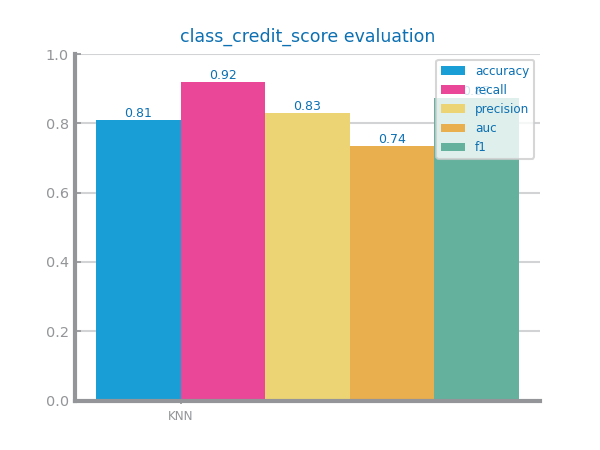 class_credit_score evaluation
1.0
0.8
0.6
0.4
0.2
0.0
0.81
0.92
0.83
0.74
accuracy
recall
precision
auc
f1
KNN